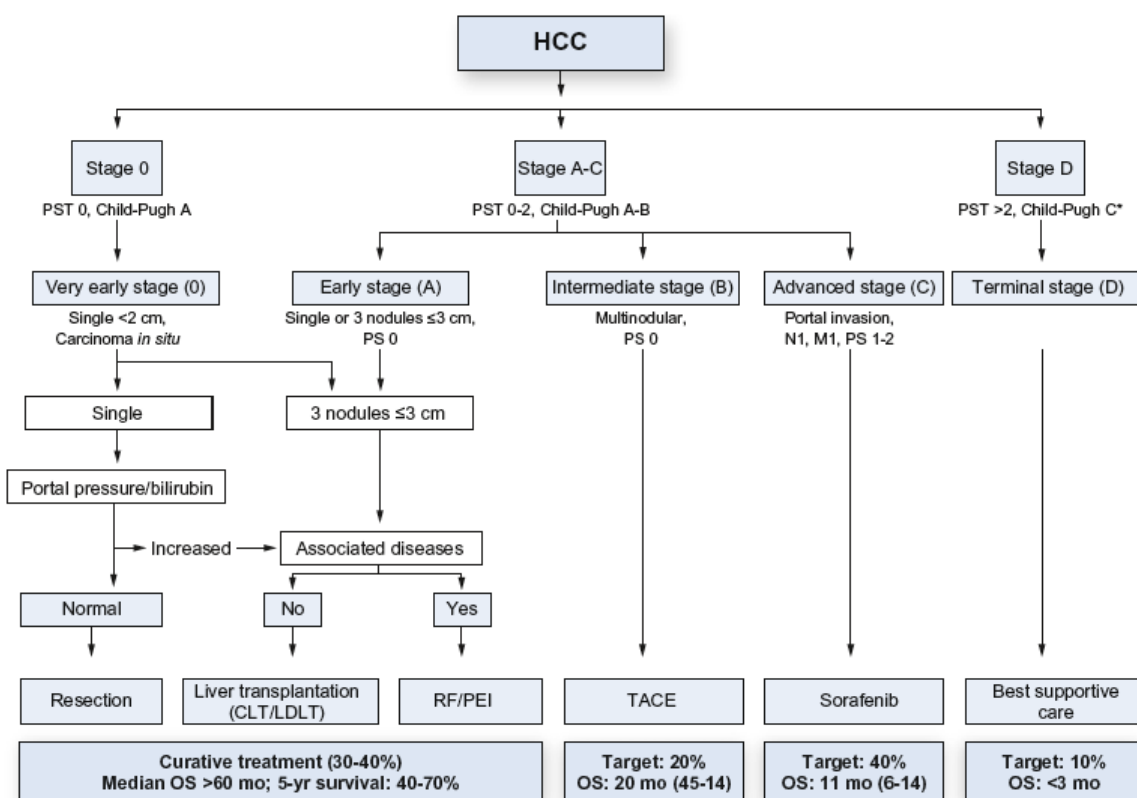 HCC
Stage 0
Stage A-C
Stage D
PST 0, Child-Pugh A
PST 0-2, Child-Pugh A-B
PST >2, Child-Pugh C*
Very early stage (0)
Early stage (A)
Intermediate stage (B)
Advanced stage (C)
Terminal stage (D)
Single <2 cm,
Carcinoma in situ
Single or 3 nodules ≤3 cm,
PS 0
Multinodular,
PS 0
Portal invasion,
N1, M1, PS 1-2
Single
3 nodules ≤3 cm
Portal pressure/bilirubin
Increased
Associated diseases
Normal
No
Yes
Resection
Liver transplantation
(CLT/LDLT)
RF/PEI
TACE
Sorafenib
Best supportive
care
Curative treatment (30-40%)
Median OS >60 mo; 5-yr survival: 40-70%
Target: 20%
OS: 20 mo (45-14)
Target: 40%
OS: 11 mo (6-14)
Target: 10%
OS: <3 mo